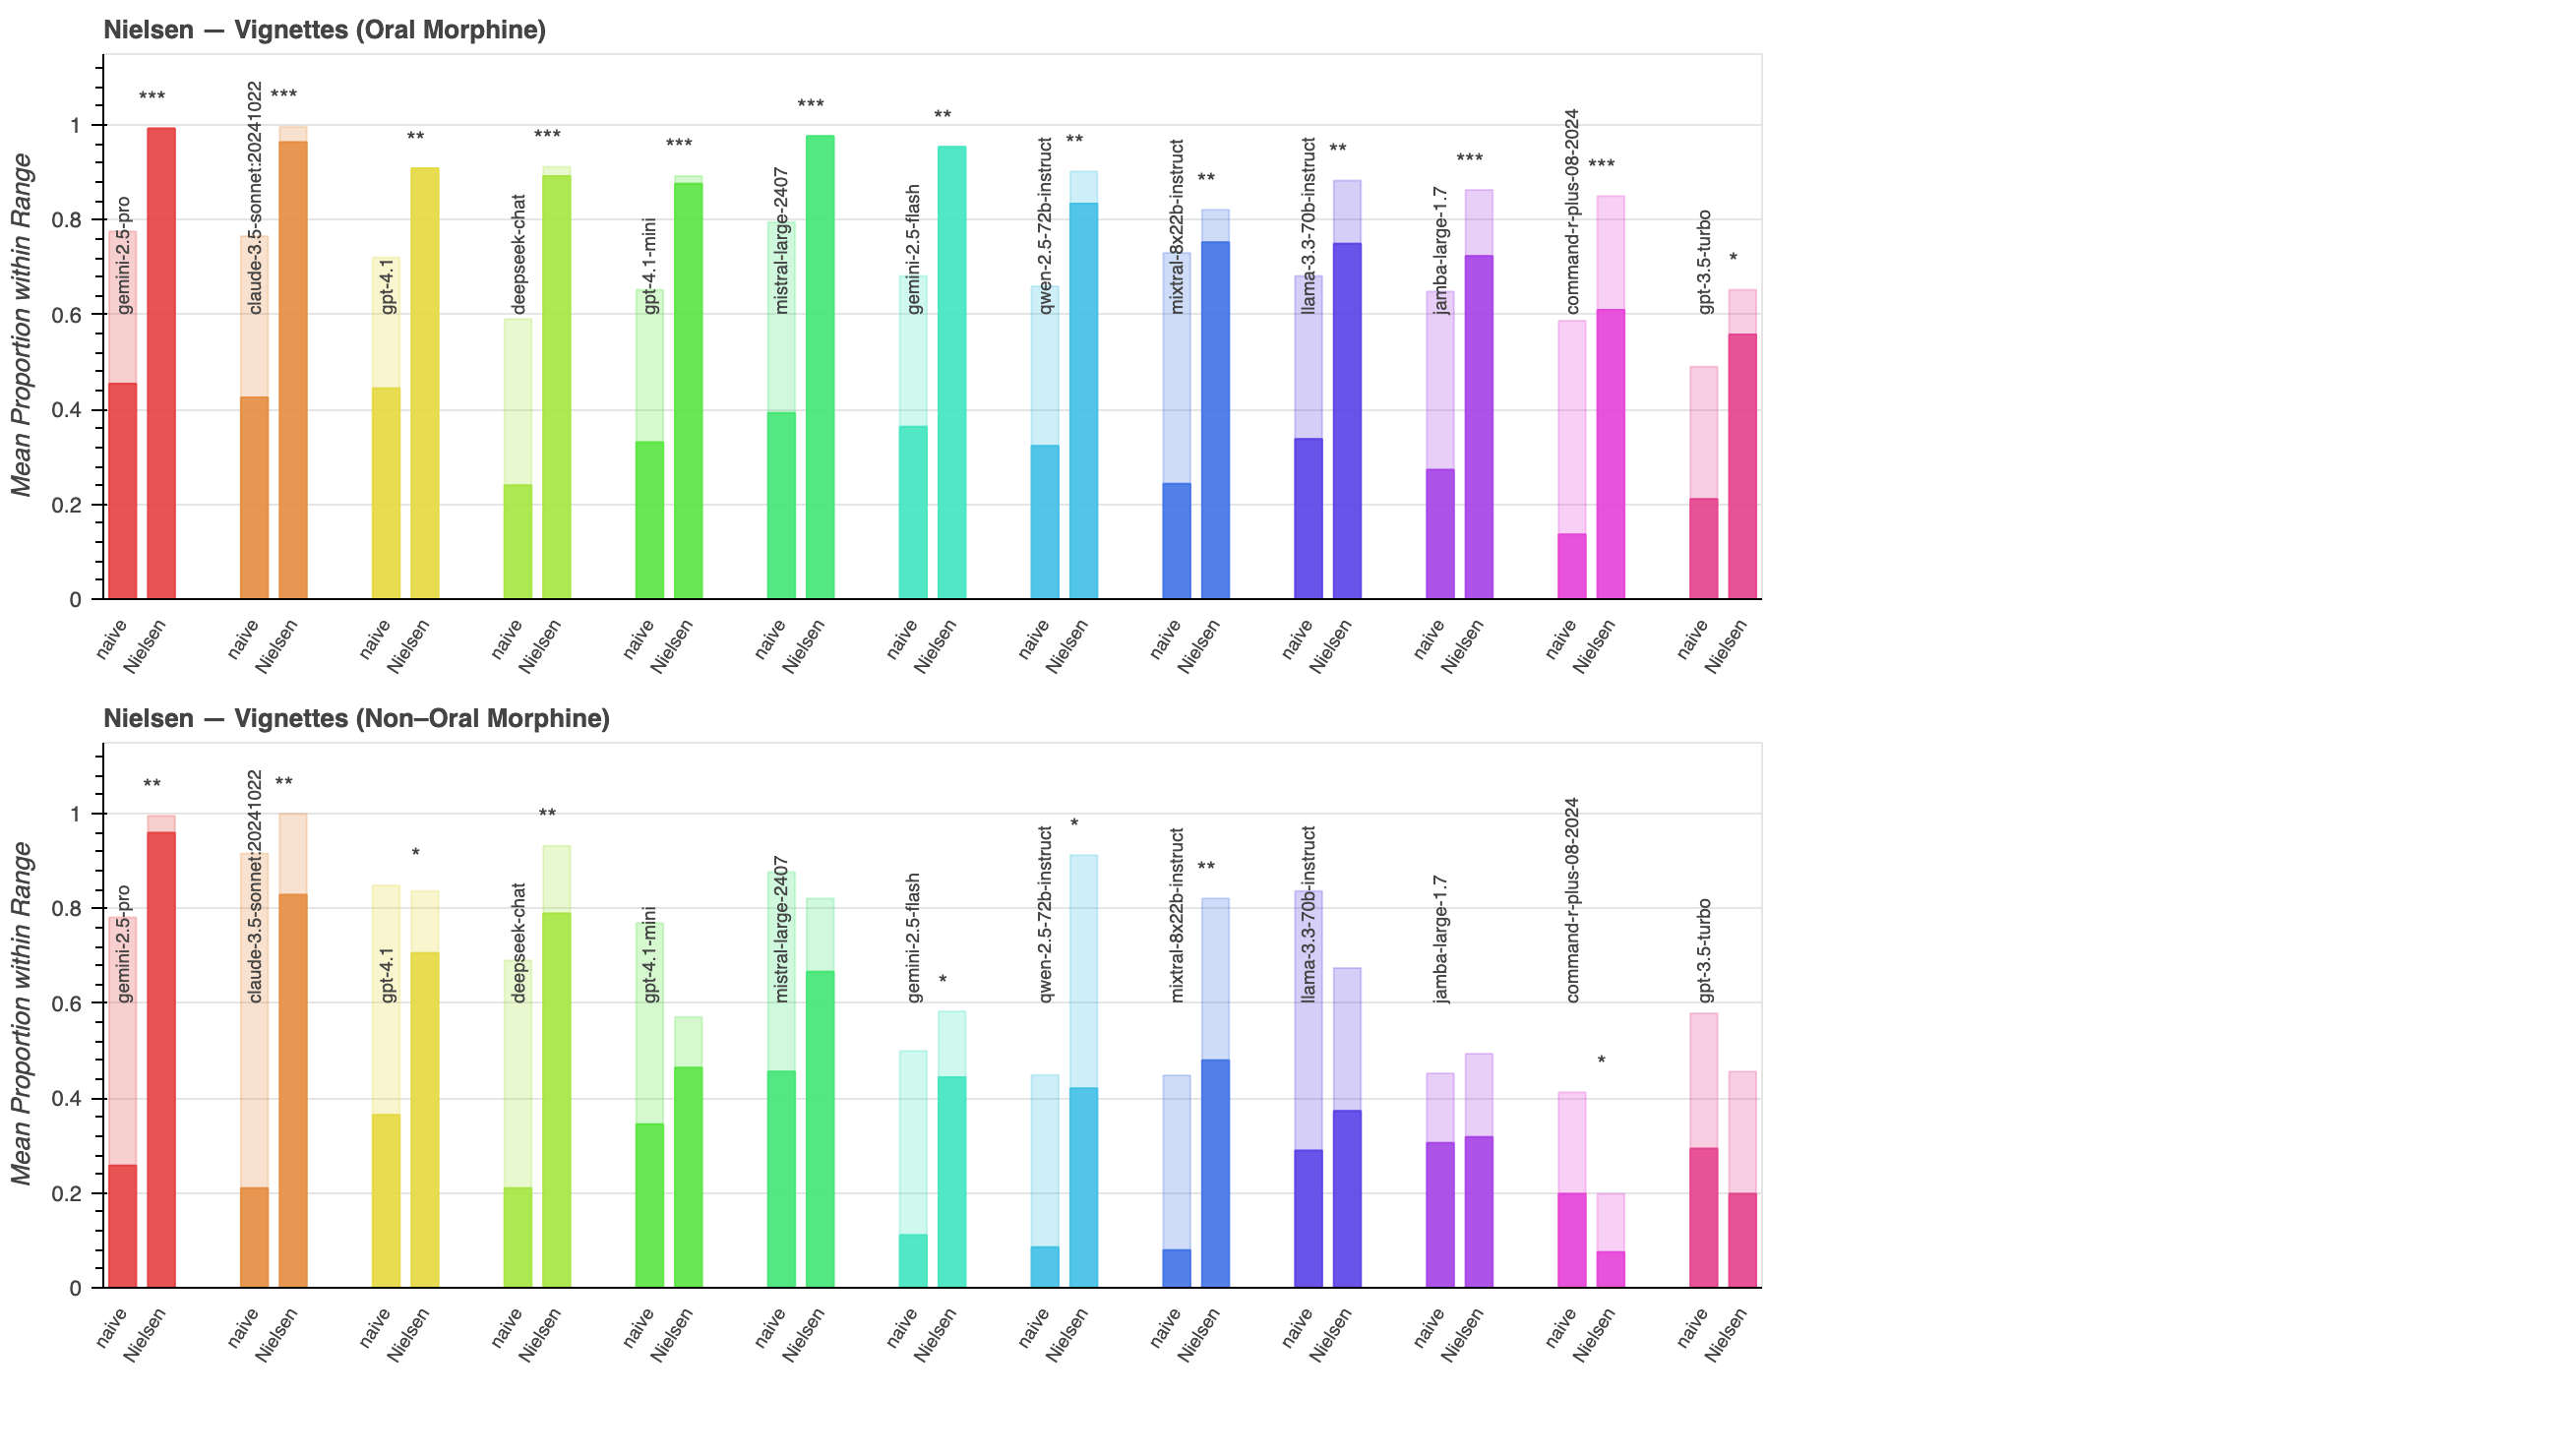 Nielsen — Vignettes (Oral Morphine)
Mean Proportion within Range
1
0.8
0.6
0.4
0.2
0
gemini-2.5-pro
***
claude-3.5-sonnet:20241022
***
gpt-4.1
**
deepseek-chat
***
gpt-4.1-mini
***
mistral-large-2407
***
gemini-2.5-flash
**
qwen-2.5-72b-instruct
**
mixtral-8x22b-instruct
**
llama-3.3-70b-instruct
**
jamba-large-1.7
***
command-r-plus-08-2024
***
gpt-3.5-turbo
*
naive Nielsen naive Nielsen naive Nielsen naive Nielsen naive Nielsen naive Nielsen naive Nielsen naive Nielsen naive Nielsen naive Nielsen naive Nielsen naive Nielsen naive Nielsen
Nielsen — Vignettes (Non–Oral Morphine)
Mean Proportion within Range
1
0.8
0.6
0.4
0.2
0
gemini-2.5-pro
**
claude-3.5-sonnet:20241022
**
gpt-4.1
*
deepseek-chat
**
gpt-4.1-mini
mistral-large-2407
gemini-2.5-flash
*
qwen-2.5-72b-instruct
*
mixtral-8x22b-instruct
**
llama-3.3-70b-instruct
jamba-large-1.7
command-r-plus-08-2024
*
gpt-3.5-turbo
naive Nielsen naive Nielsen naive Nielsen naive Nielsen naive Nielsen naive Nielsen naive Nielsen naive Nielsen naive Nielsen naive Nielsen naive Nielsen naive Nielsen naive Nielsen